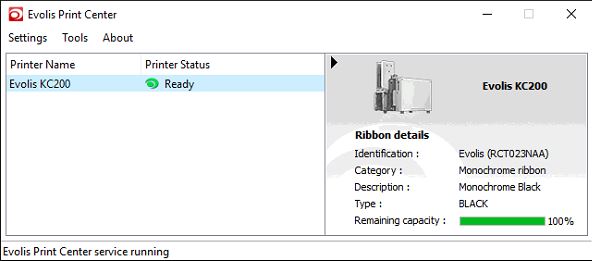 Evolis Print Center
Settings Tools About
Printer Name Printer Status
Evolis KC200 Ready
Evolis KC200
Ribbon details
Identification : Evolis (RCT023NAA)
Category : Monochrome ribbon
Description : Monochrome Black
Type : BLACK
Remaining capacity : 100%
Evolis Print Center service running